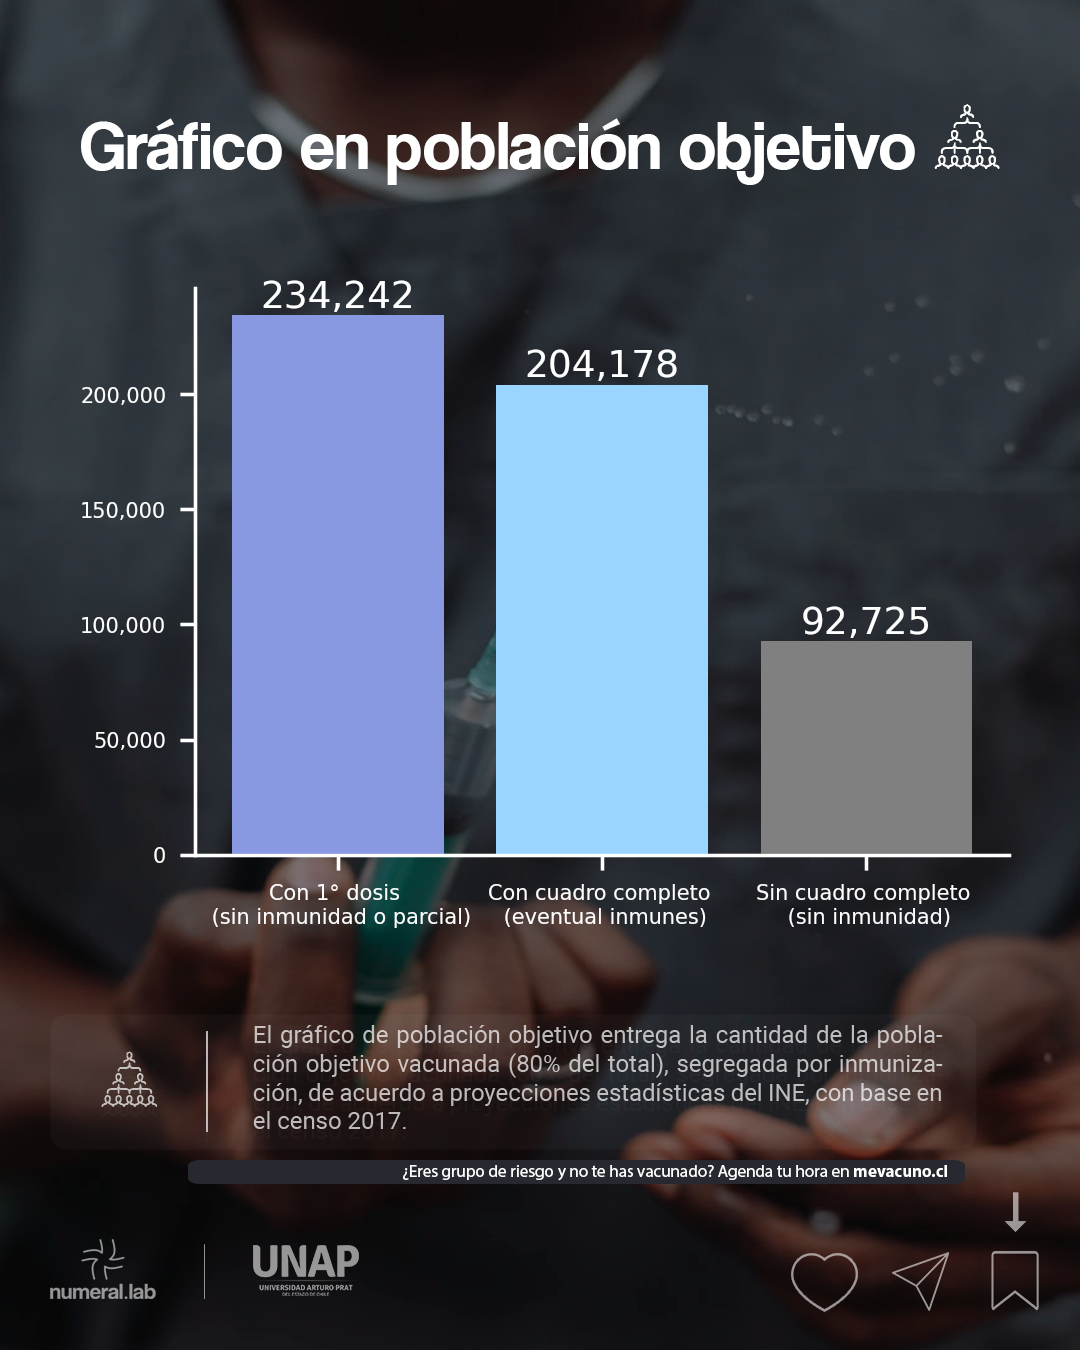 Gráfico en población objetivo
234,242
204,178
92,725
200,000
150,000
100,000
50,000
0
Con 1° dosis
(sin inmunidad o parcial)
Con cuadro completo
(eventual inmunes)
Sin cuadro completo
(sin inmunidad)
El gráfico de población objetivo entrega la cantidad de la pobla-
ción objetivo vacunada (80% del total), segregada por inmuniza-
ción, de acuerdo a proyecciones estadísticas del INE, con base en
el censo 2017.
¿Eres grupo de riesgo y no te has vacunado? Agenda tu hora en mevacuno.cl
numeral.lab
UNAP
UNIVERSIDAD ARTURO PRAT
DEL ESTADO DE CHILE